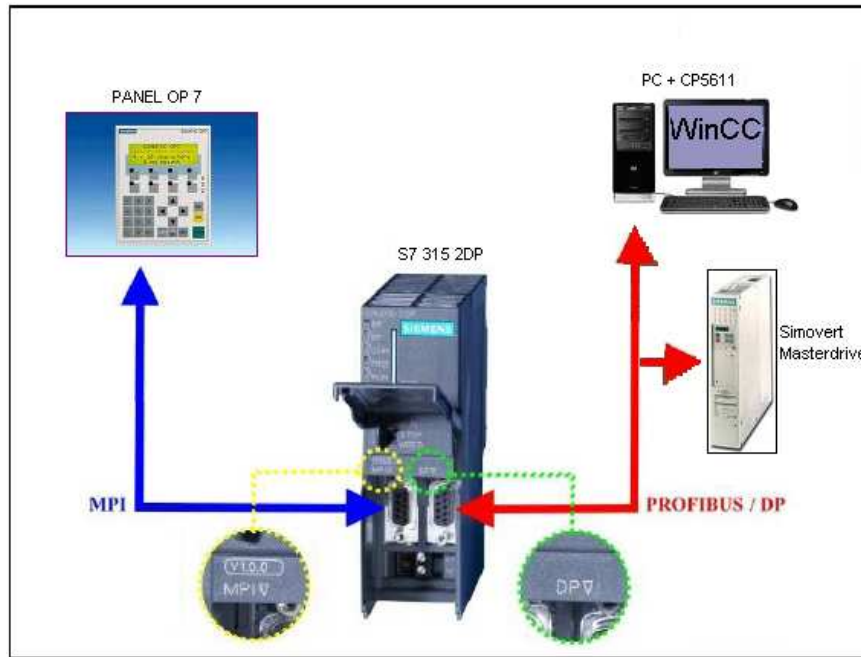 PC + CP5611
PANEL OP 7
WinCC
S7 315 2DP
SIEMENS
Simovert
Masterdrive
MPI
PROFIBUS / DP
V1.0.0
MPI
DP